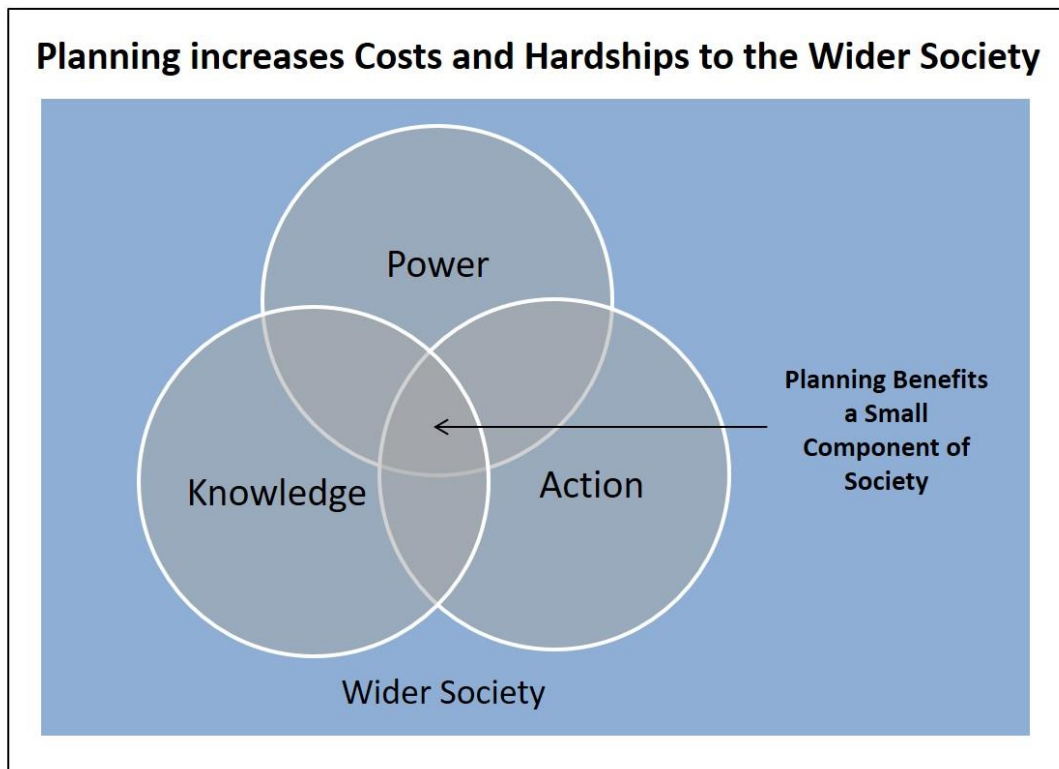 Planning increases Costs and Hardships to the Wider Society
Power
Planning Benefits
a Small
Component of
Society
Knowledge
Action
Wider Society